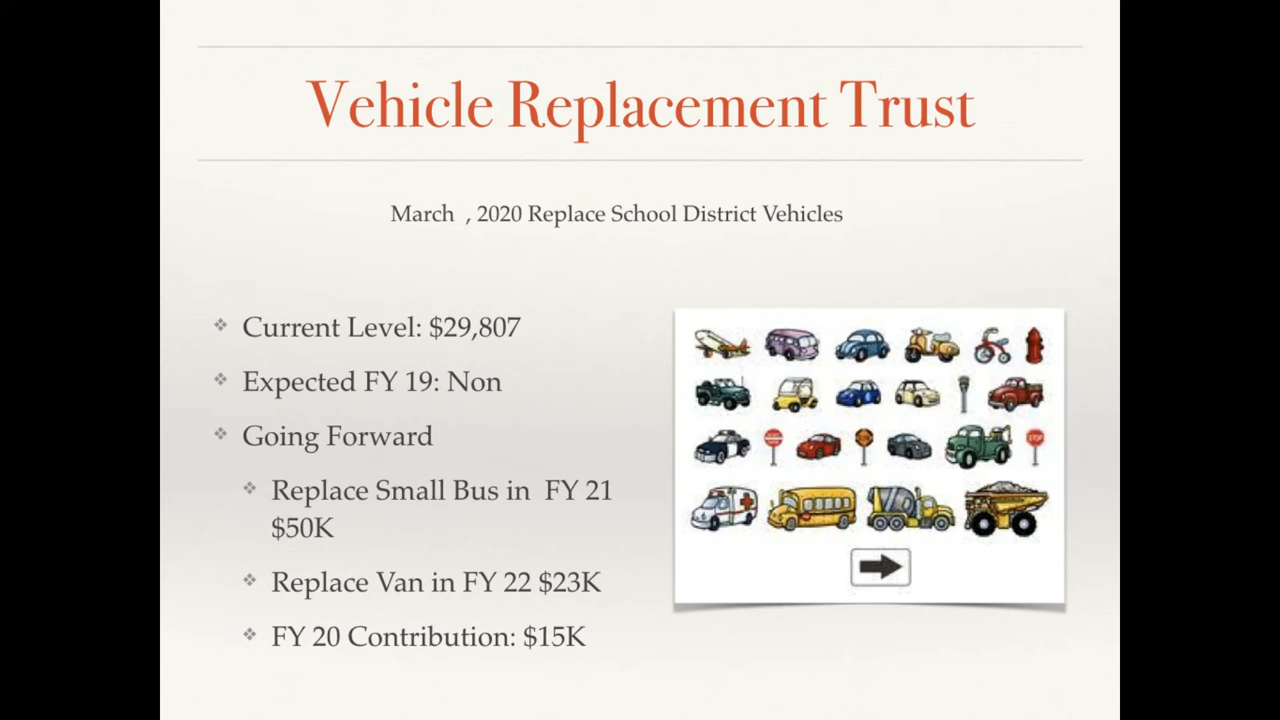 Vehicle Replacement Trust
March , 2020 Replace School District Vehicles
Current Level: $29,807
Expected FY 19: Non
Going Forward
Replace Small Bus in FY 21
$50K
Replace Van in FY 22 $23K
FY 20 Contribution: $15K
STOP